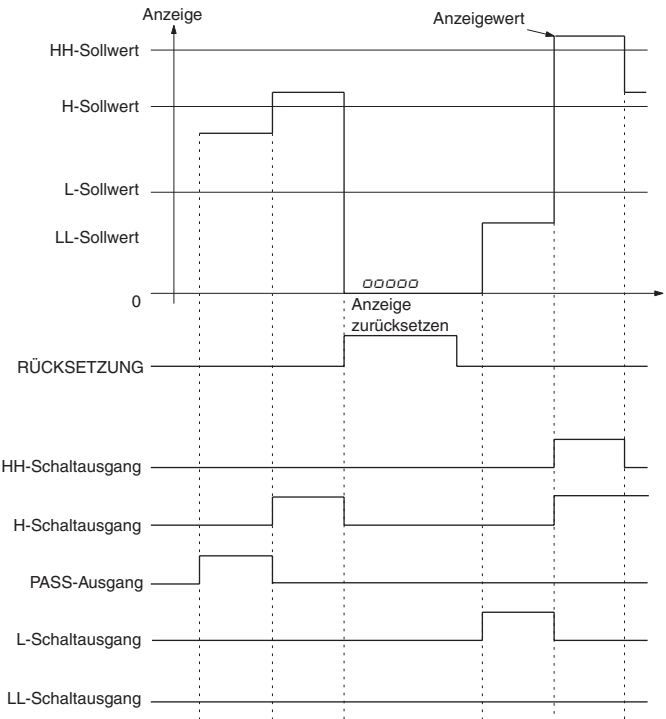 Anzeige
Anzeigewert
HH-Sollwert
H-Sollwert
L-Sollwert
LL-Sollwert
00000
0
Anzeige
zurücksetzen
RÜCKSETZUNG
HH-Schaltausgang
H-Schaltausgang
PASS-Ausgang
L-Schaltausgang
LL-Schaltausgang